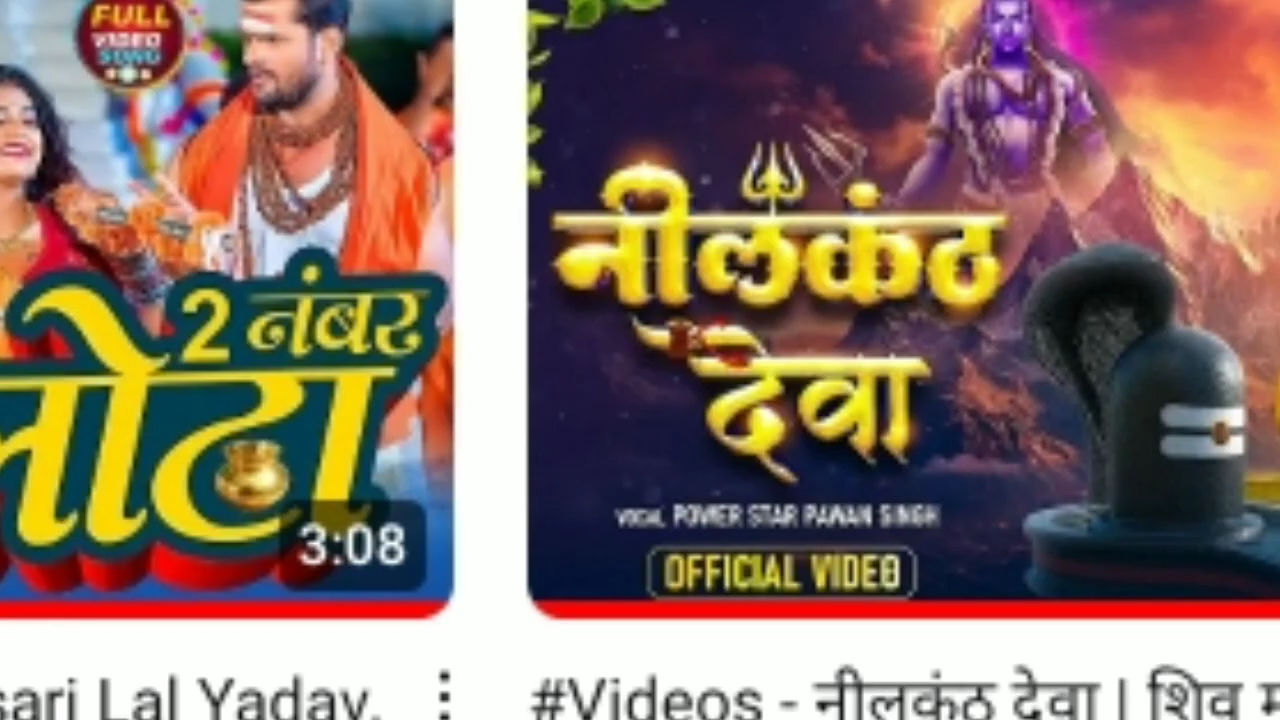 FULL
VIDEO
SONG
2 नंबर
लोटा
3:08
नीलकंठ
देवा
VOCAL POWER STAR PAWAN SINGH
OFFICIAL VIDEO
sari Lal Yadav,
#Videos - नीलकंठ देवा | शिव